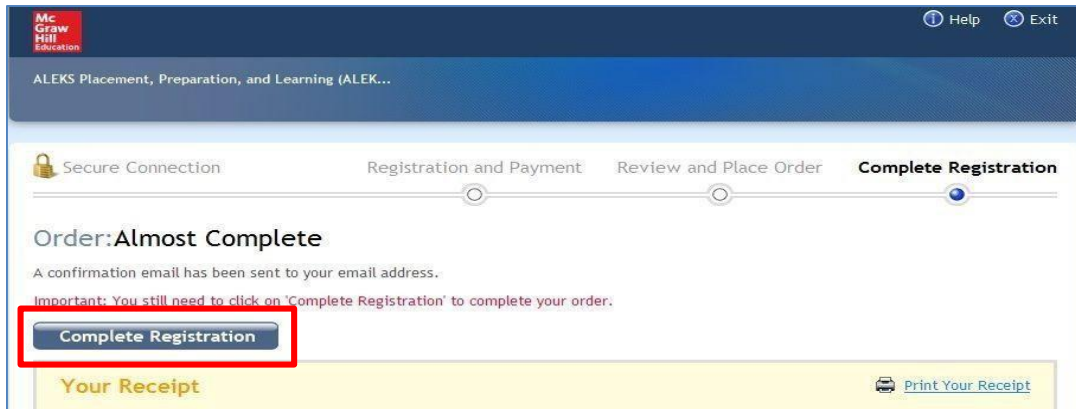 Mc
Graw
Hill
Education
Help Exit
ALEKS Placement, Preparation, and Learning (ALEK...
Secure Connection Registration and Payment Review and Place Order Complete Registration
Order:Almost Complete
A confirmation email has been sent to your email address.
Important: You still need to click on 'Complete Registration' to complete your order.
Complete Registration
Your Receipt Print Your Receipt